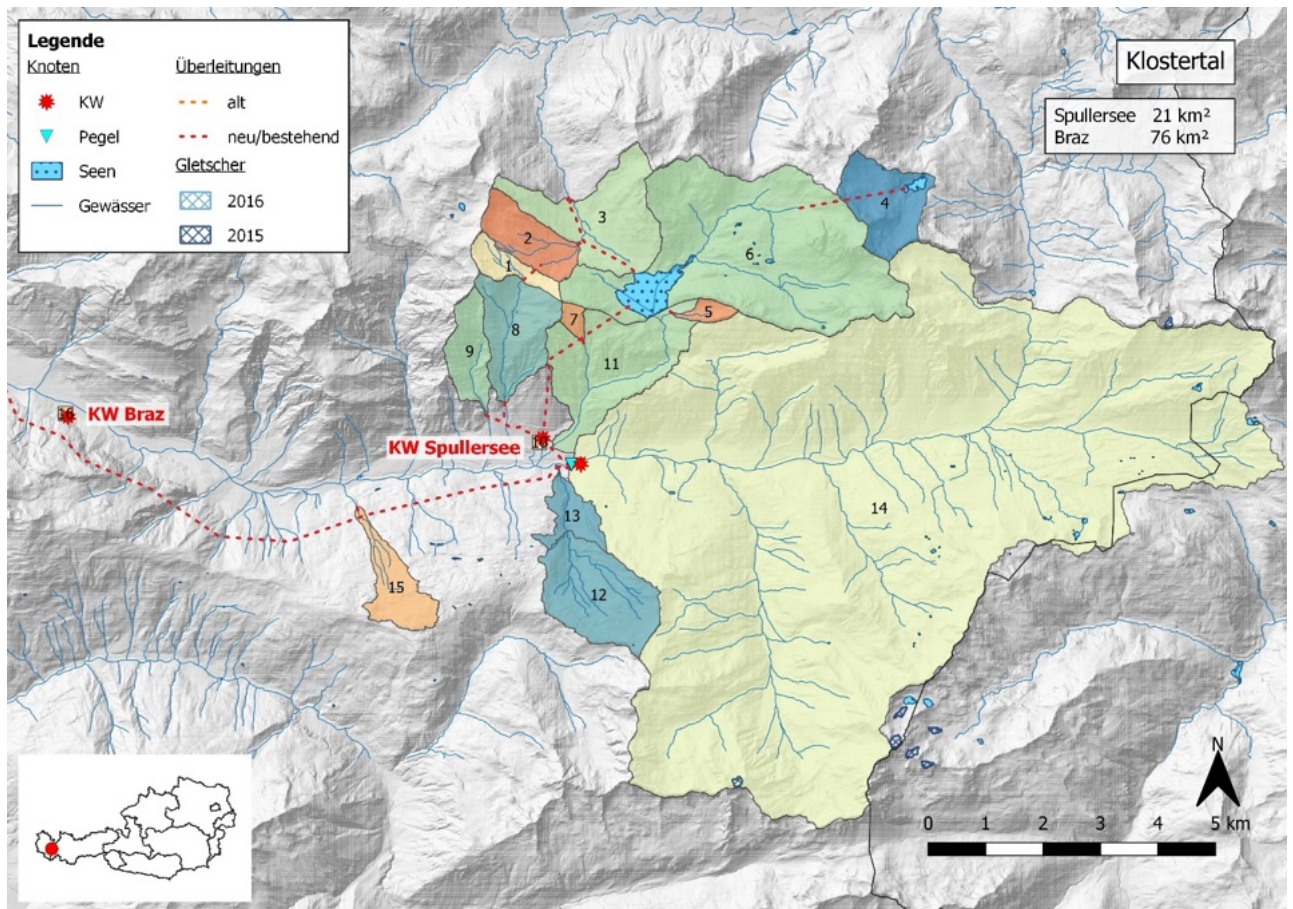 Legende
Knoten
Überleitungen
KW
alt
Pegel
neu/bestehend
Seen
Gletscher
Gewässer
2016
2015
Klostertal
Spullersee 21 km²
Braz 76 km²
3
4
2
1
6
5
7
8
9
11
16
KW Braz
KW Spullersee
10
14
13
15
12
N
0 1 2 3 4 5 km